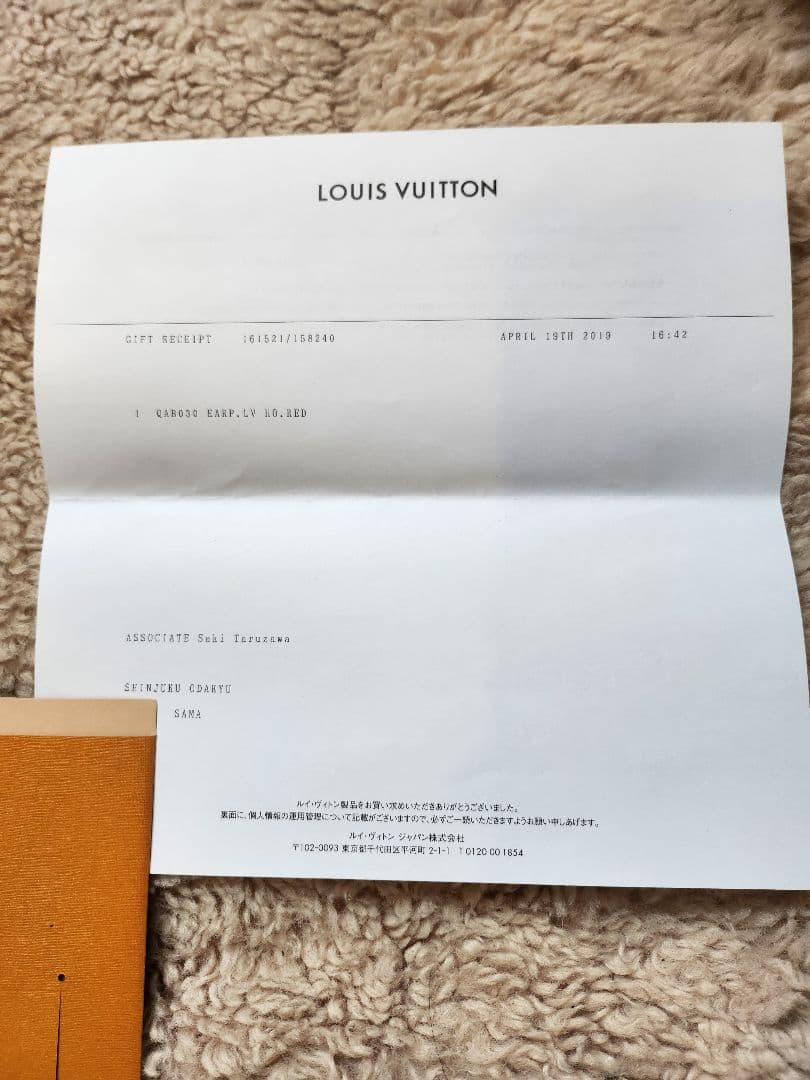 LOUIS VUITTON
GIFT RECEIPT 161521/158240 APRIL 19TH 2019 16:42
1 QAB030 EARP.LV HO.RED
ASSOCIATE Saki Taruzawa
SHINJUKU ODAKYU
SAMA
ルイ・ヴィトン製品をお買い求めいただきありがとうございました。
裏面に、個人情報の運用管理について記載がございますので、必ずご一読いただきますようお願い申しあげます。
ルイ・ヴィトン ジャパン株式会社
〒102-0093 東京都千代田区平河町 2-1-1 T 0120 00 1854